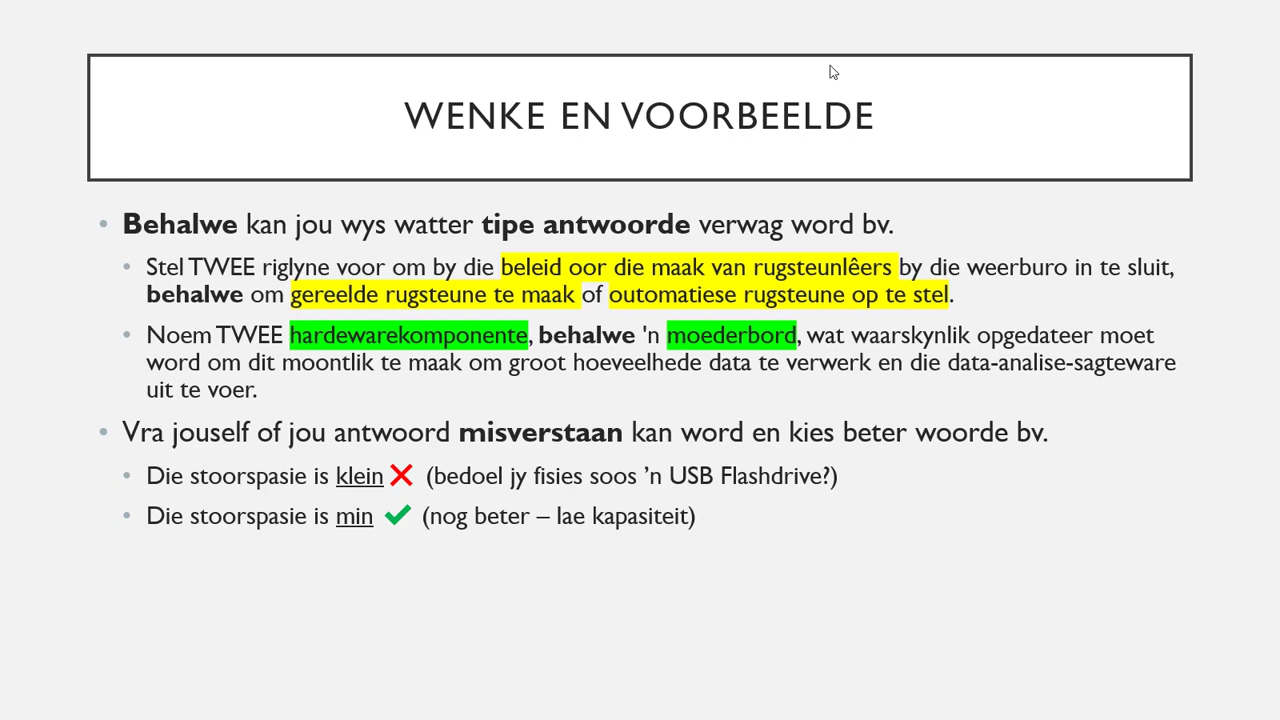 WENKE EN VOORBEELDE
• Behalwe kan jou wys watter tipe antwoorde verwag word bv.
• Stel TWEE riglyne voor om by die beleid oor die maak van rugsteunlêers by die weerburo in te sluit,
behalwe om gereelde rugsteune te maak of outomatiese rugsteune op te stel.
• Noem TWEE hardewarekomponente, behalwe 'n moederbord, wat waarskynlik opgedateer moet
word om dit moontlik te maak om groot hoeveelhede data te verwerk en die data-analise-sagteware
uit te voer.
• Vra jouself of jou antwoord misverstaan kan word en kies beter woorde bv.
• Die stoorspasie is klein ❌ (bedoel jy fisies soos ’n USB Flashdrive?)
• Die stoorspasie is min ✔ (nog beter – lae kapasiteit)